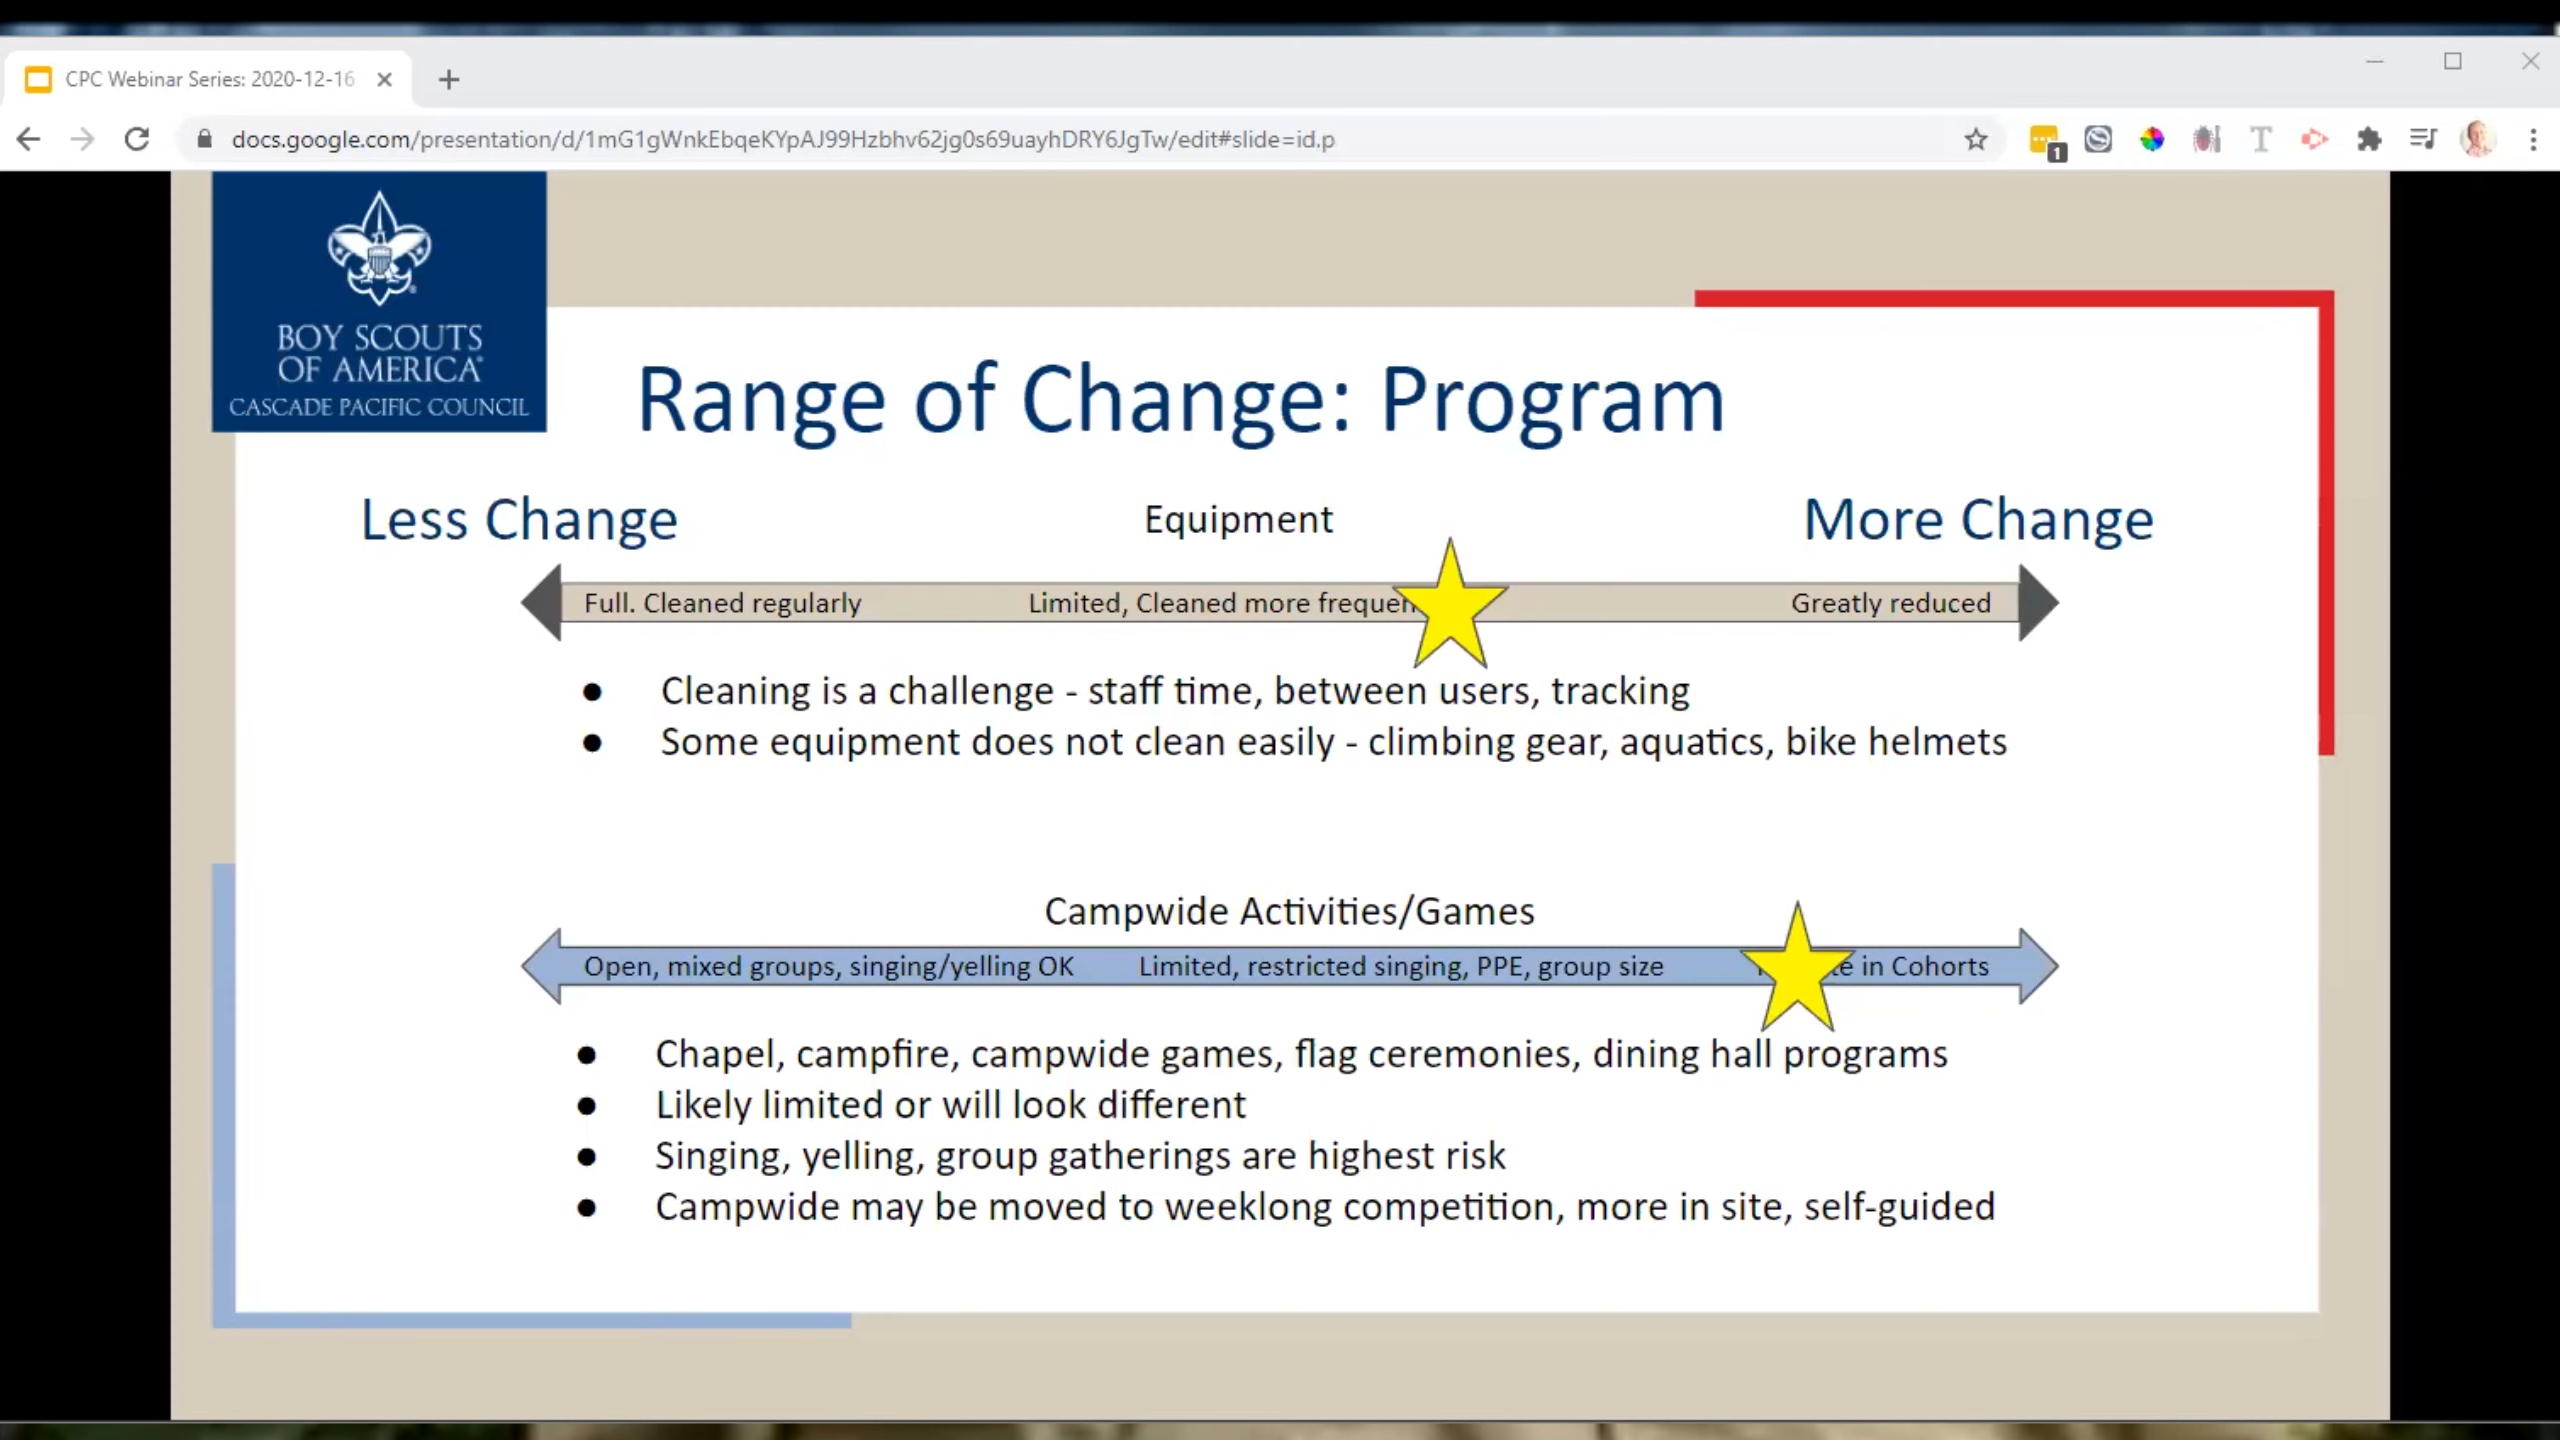 CPC Webinar Series: 2020-12-16
docs.google.com/presentation/d/1mG1gWnkEbqeKYpAJ99Hzbhv62jg0s69uayhDRY6JgTw/edit#slide=id.p
1
T
BOY SCOUTS
OF AMERICA®
CASCADE PACIFIC COUNCIL
Range of Change: Program
Less Change
Equipment
More Change
Full. Cleaned regularly
Limited, Cleaned more
Greatly reduced
● Cleaning is a challenge - staff time, between users, tracking
● Some equipment does not clean easily - climbing gear, aquatics, bike helmets
Campwide Activities/Games
Open, mixed groups, singing/yelling OK
Limited, restricted singing, PPE, group size
in Cohorts
● Chapel, campfire, campwide games, flag ceremonies, dining hall programs
● Likely limited or will look different
● Singing, yelling, group gatherings are highest risk
● Campwide may be moved to weeklong competition, more in site, self-guided